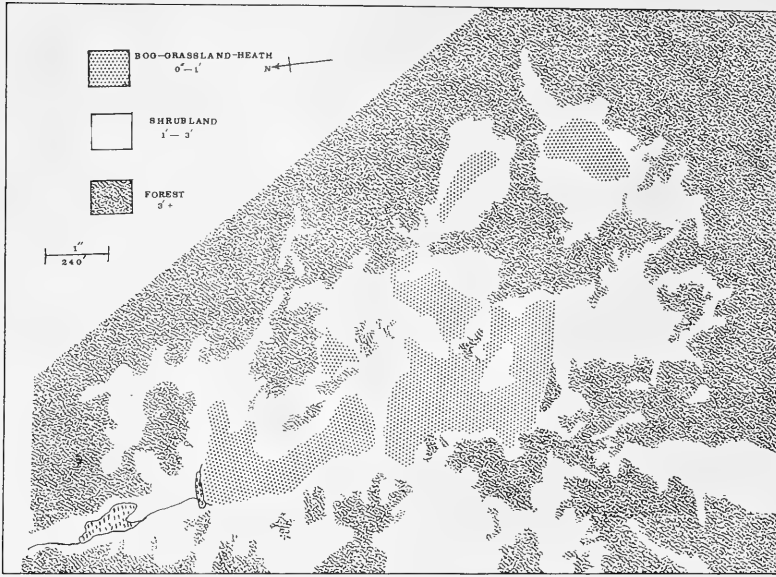 BOG-GRASSLAND-HEATH
0"-1'
N
SHRUBLAND
1'-3'
FOREST
3'+
1"
240'